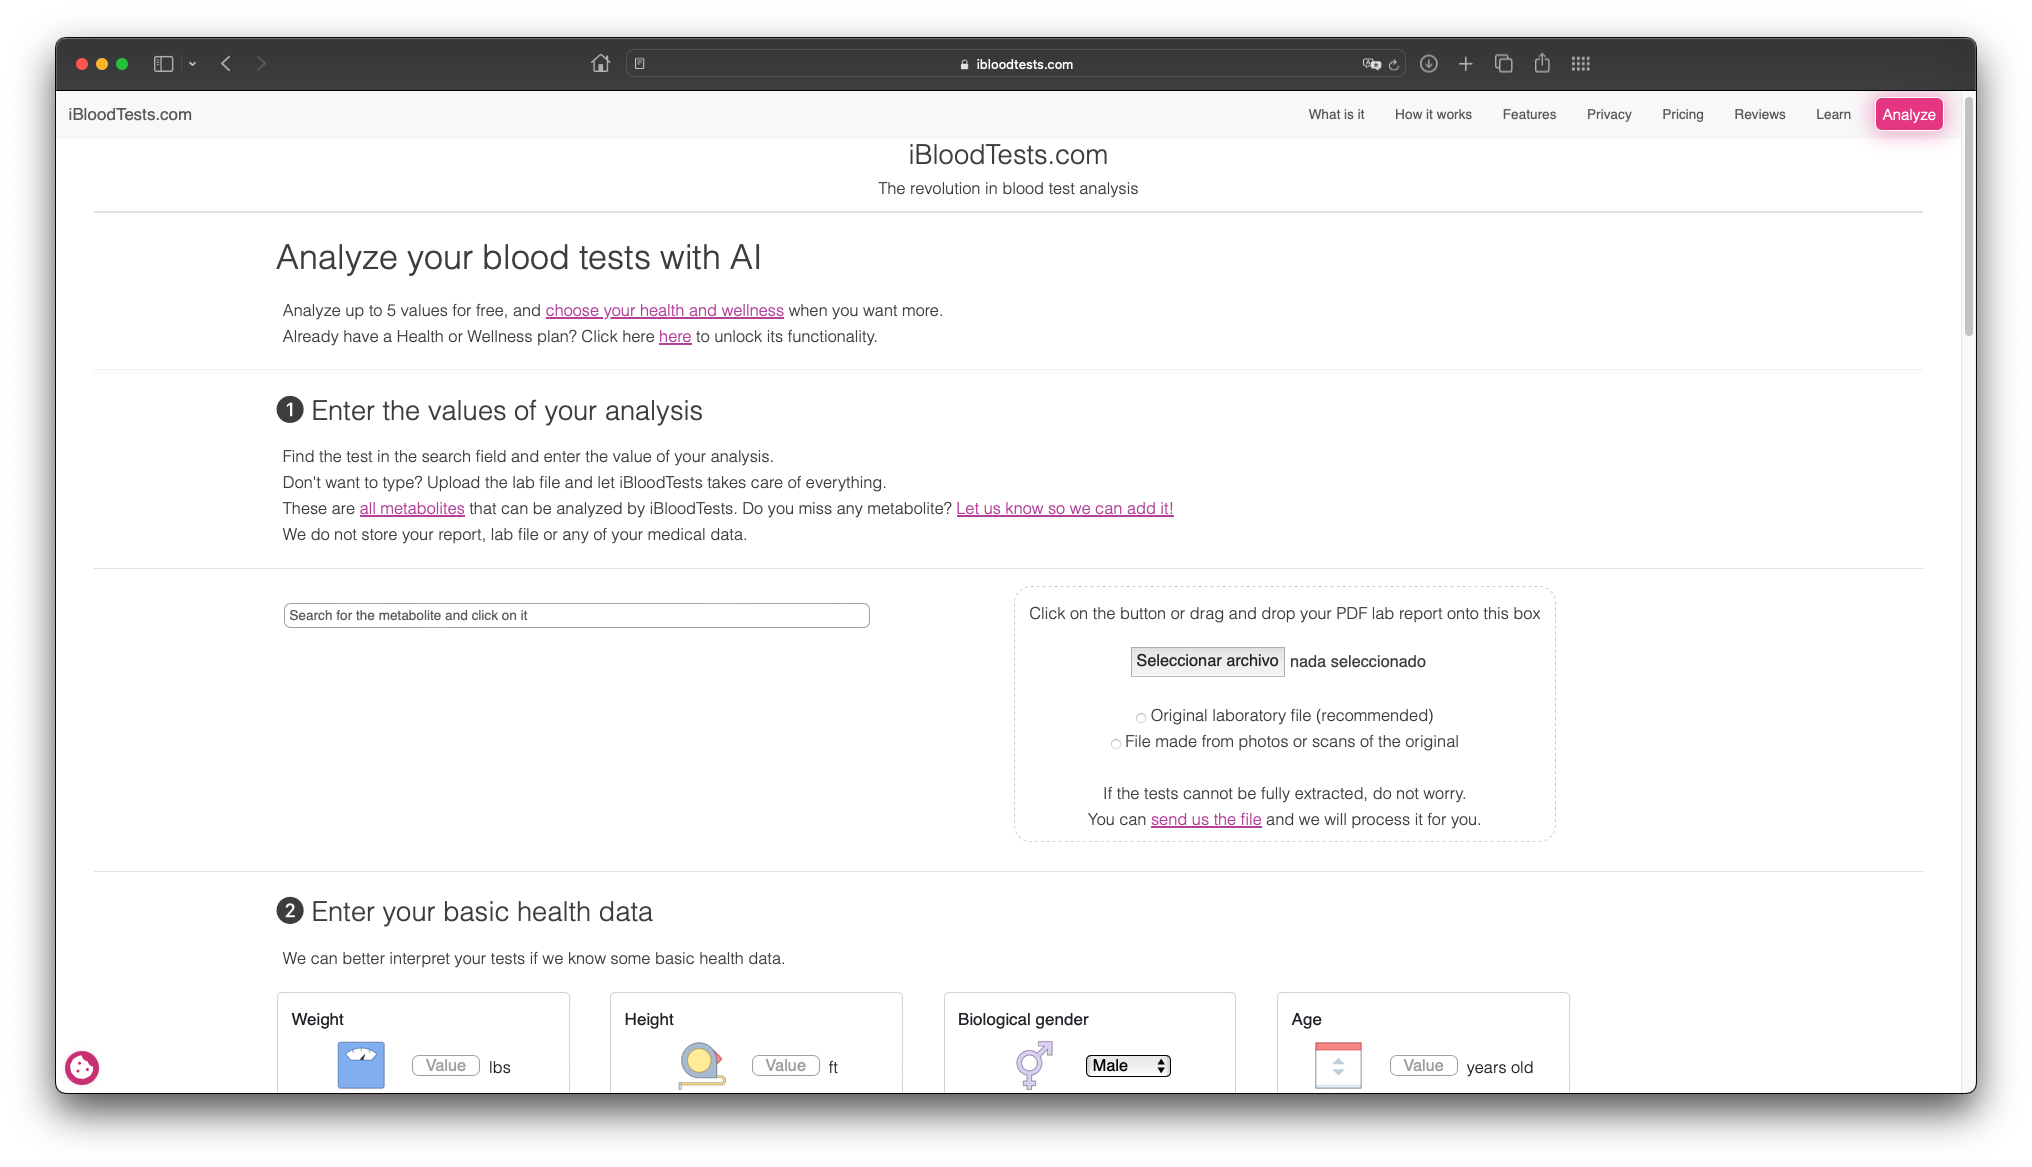 ibloodtests.com
iBloodTests.com
What is it
How it works
Features
Privacy
Pricing
Reviews
Learn
Analyze
iBloodTests.com
The revolution in blood test analysis
Analyze your blood tests with AI
Analyze up to 5 values for free, and choose your health and wellness when you want more.
Already have a Health or Wellness plan? Click here here to unlock its functionality.
1 Enter the values of your analysis
Find the test in the search field and enter the value of your analysis.
Don't want to type? Upload the lab file and let iBloodTests takes care of everything.
These are all metabolites that can be analyzed by iBloodTests. Do you miss any metabolite? Let us know so we can add it!
We do not store your report, lab file or any of your medical data.
Search for the metabolite and click on it
Click on the button or drag and drop your PDF lab report onto this box
Seleccionar archivo nada seleccionado
Original laboratory file (recommended)
File made from photos or scans of the original
If the tests cannot be fully extracted, do not worry.
You can send us the file and we will process it for you.
2 Enter your basic health data
We can better interpret your tests if we know some basic health data.
Weight
Value lbs
Height
Value ft
Biological gender
Male
Age
Value years old